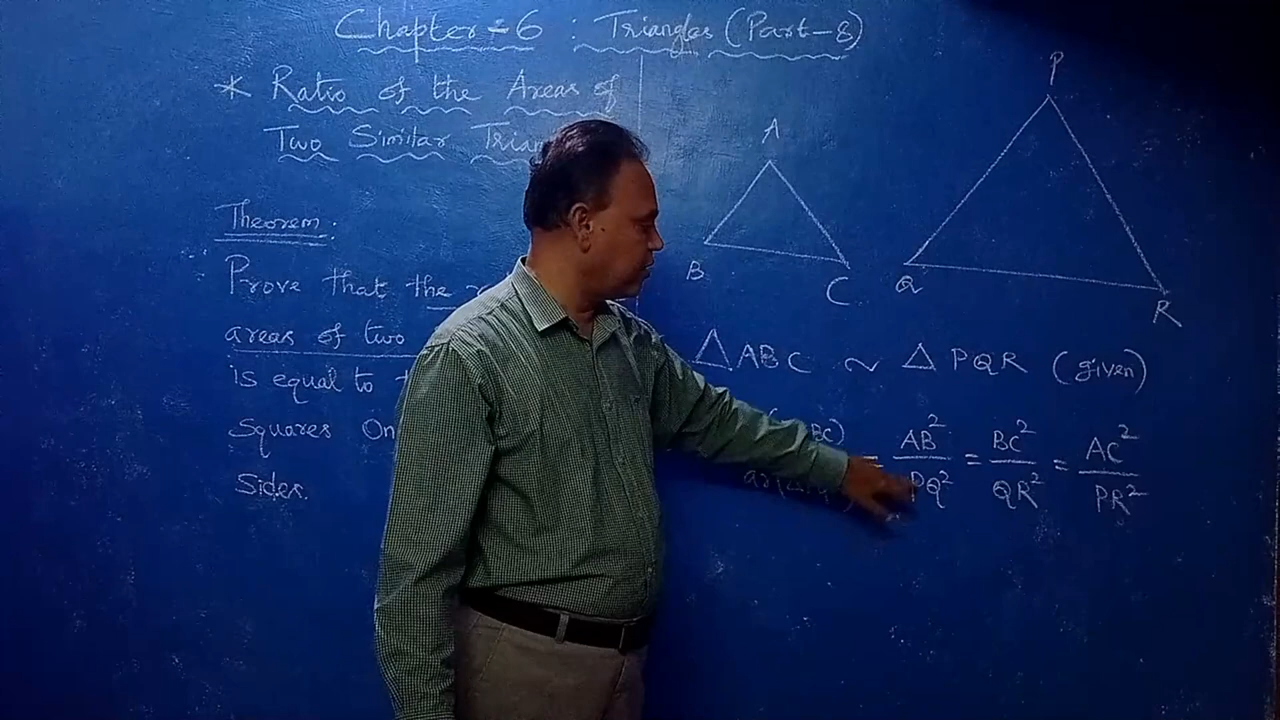 Chapter-6 : Triangles (Part-8)
* Ratio of the Areas of
Two Similar
Theorem:
Prove that the
areas of two
is equal to
Squares On
Sides.
P
A
B
C
Q
R
△ABC ~ △PQR (given)
= AB²/PQ² = BC²/QR² = AC²/PR²